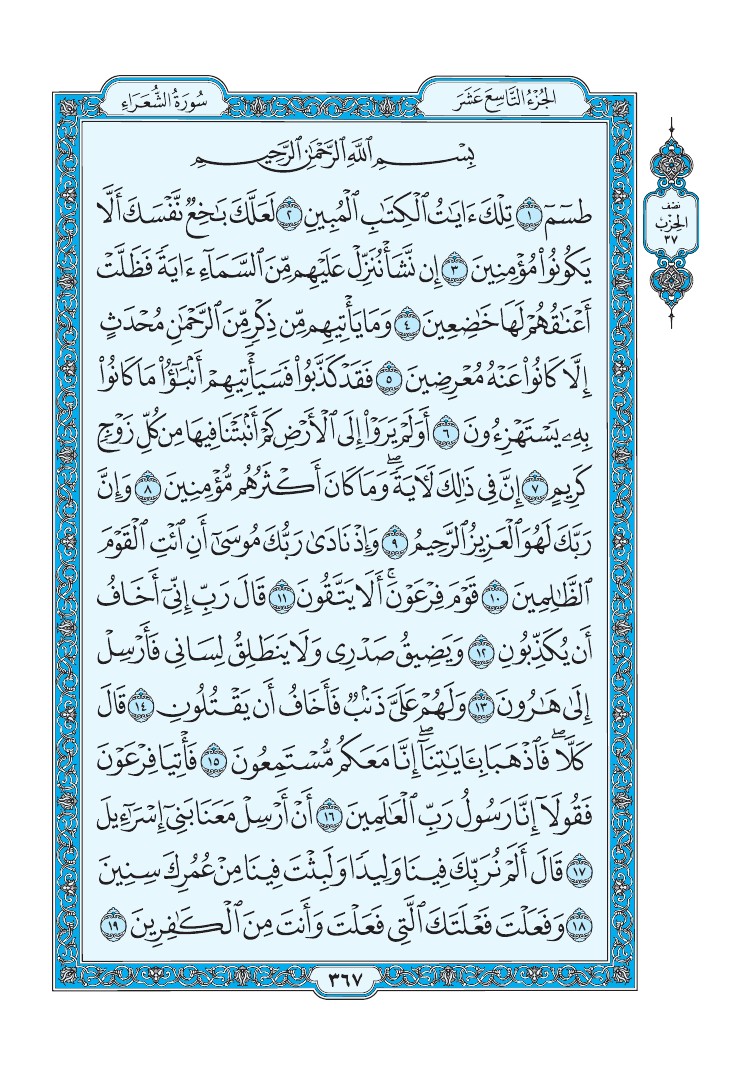 سُورَةُ الشُّعَرَاءِ
الجُزْءُ التَّاسِعَ عَشَرَ
نصف
الحِزْب
٣٧
بِسْمِ ٱللَّهِ ٱلرَّحْمَٰنِ ٱلرَّحِيمِ
طسٓمٓ ١ تِلْكَ ءَايَٰتُ ٱلْكِتَٰبِ ٱلْمُبِينِ ٢ لَعَلَّكَ بَٰخِعٌ نَّفْسَكَ أَلَّا
يَكُونُوا۟ مُؤْمِنِينَ ٣ إِن نَّشَأْ نُنَزِّلْ عَلَيْهِم مِّنَ ٱلسَّمَآءِ ءَايَةً فَظَلَّتْ
أَعْنَٰقُهُمْ لَهَا خَٰضِعِينَ ٤ وَمَا يَأْتِيهِم مِّن ذِكْرٍ مِّنَ ٱلرَّحْمَٰنِ مُحْدَثٍ
إِلَّا كَانُوا۟ عَنْهُ مُعْرِضِينَ ٥ فَقَدْ كَذَّبُوا۟ فَسَيَأْتِيهِمْ أَنۢبَٰٓؤُا۟ مَا كَانُوا۟
بِهِۦ يَسْتَهْزِءُونَ ٦ أَوَلَمْ يَرَوْا۟ إِلَى ٱلْأَرْضِ كَمْ أَنۢبَتْنَا فِيهَا مِن كُلِّ زَوْجٍ
كَرِيمٍ ٧ إِنَّ فِى ذَٰلِكَ لَءَايَةً ۖ وَمَا كَانَ أَكْثَرُهُم مُّؤْمِنِينَ ٨ وَإِنَّ
رَبَّكَ لَهُوَ ٱلْعَزِيزُ ٱلرَّحِيمُ ٩ وَإِذْ نَادَىٰ رَبُّكَ مُوسَىٰٓ أَنِ ٱئْتِ ٱلْقَوْمَ
ٱلظَّٰلِمِينَ ١٠ قَوْمَ فِرْعَوْنَ ۚ أَلَا يَتَّقُونَ ١١ قَالَ رَبِّ إِنِّىٓ أَخَافُ
أَن يُكَذِّبُونِ ١٢ وَيَضِيقُ صَدْرِى وَلَا يَنطَلِقُ لِسَانِى فَأَرْسِلْ
إِلَىٰ هَٰرُونَ ١٣ وَلَهُمْ عَلَىَّ ذَنۢبٌ فَأَخَافُ أَن يَقْتُلُونِ ١٤ قَالَ
كَلَّا ۖ فَٱذْهَبَا بِـَٔايَٰتِنَآ ۖ إِنَّا مَعَكُم مُّسْتَمِعُونَ ١٥ فَأْتِيَا فِرْعَوْنَ
فَقُولَآ إِنَّا رَسُولُ رَبِّ ٱلْعَٰلَمِينَ ١٦ أَنْ أَرْسِلْ مَعَنَا بَنِىٓ إِسْرَٰٓءِيلَ
١٧ قَالَ أَلَمْ نُرَبِّكَ فِينَا وَلِيدًا وَلَبِثْتَ فِينَا مِنْ عُمُرِكَ سِنِينَ
١٨ وَفَعَلْتَ فَعْلَتَكَ ٱلَّتِى فَعَلْتَ وَأَنتَ مِنَ ٱلْكَٰفِرِينَ ١٩
٣٦٧